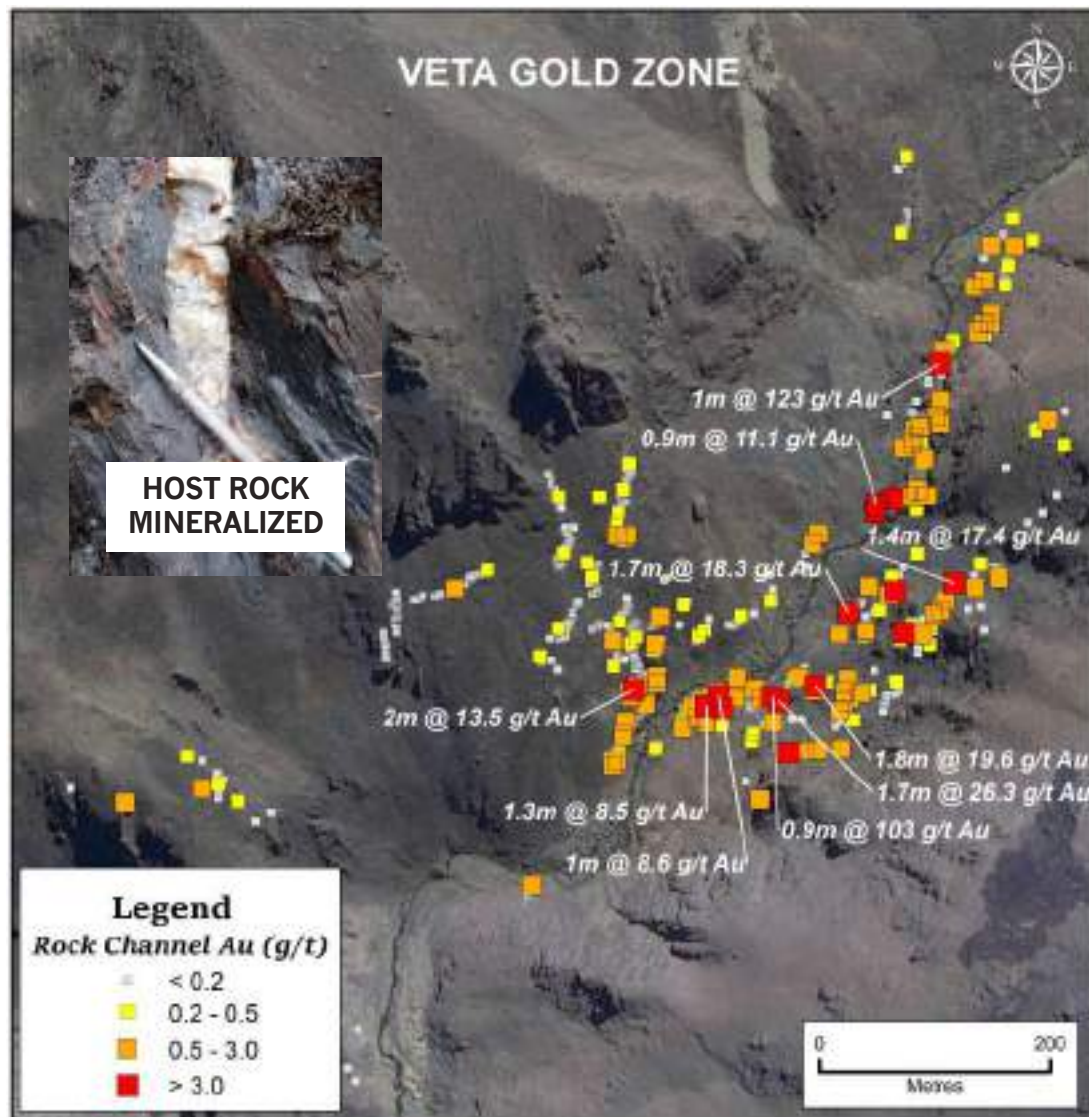 VETA GOLD ZONE
N
HOST ROCK
MINERALIZED
1m @ 123 g/t Au
0.9m @ 11.1 g/t Au
1.4m @ 17.4 g/t Au
1.7m @ 18.3 g/t Au
2m @ 13.5 g/t Au
1.8m @ 19.6 g/t Au
1.7m @ 26.3 g/t Au
1.3m @ 8.5 g/t Au
0.9m @ 103 g/t Au
1m @ 8.6 g/t Au
Legend
Rock Channel Au (g/t)
< 0.2
0.2 - 0.5
0.5 - 3.0
> 3.0
0 200
Metres